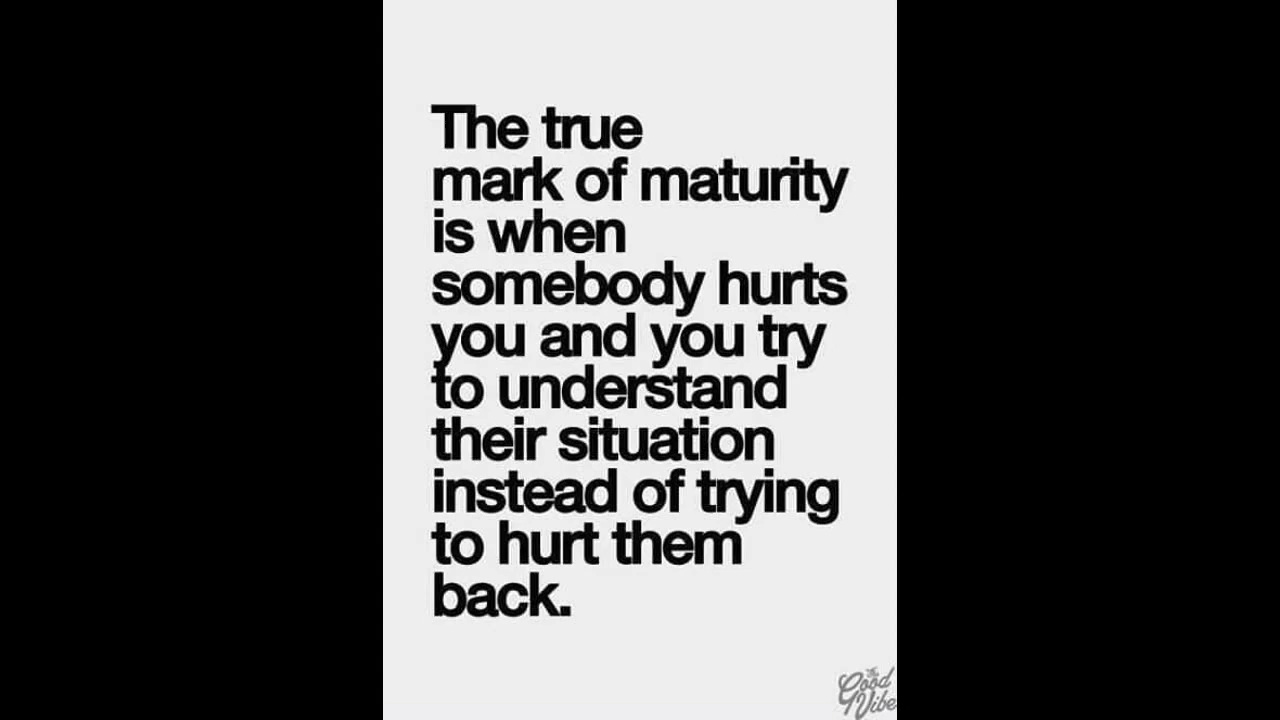 The true
mark of maturity
is when
somebody hurts
you and you try
to understand
their situation
instead of trying
to hurt them
back.
The
Good
Vibe